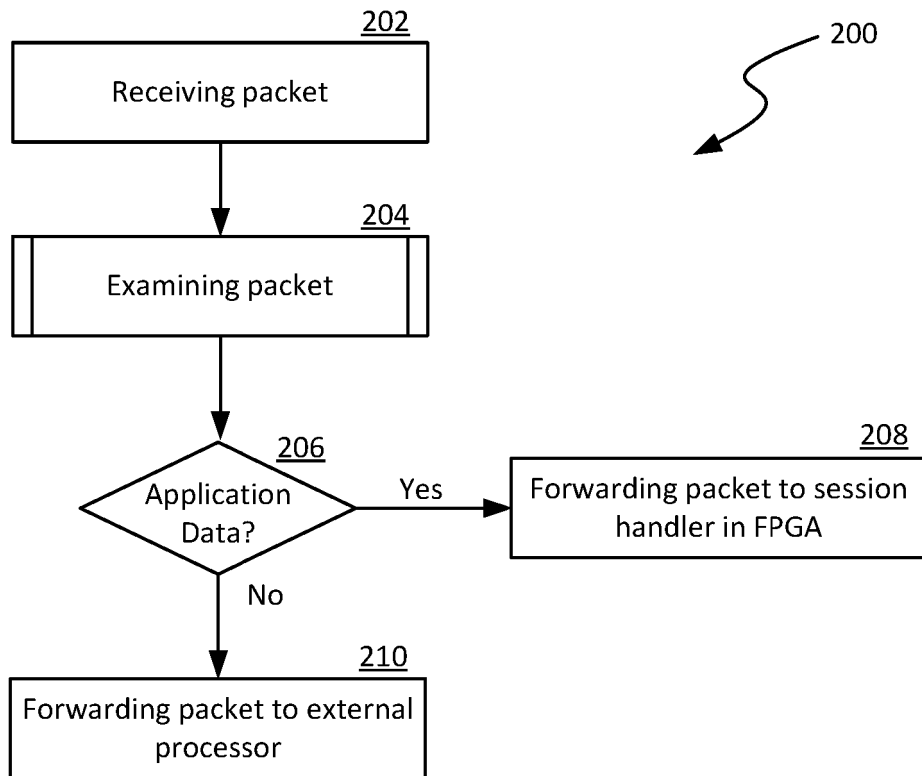 202
200
Receiving packet
204
Examining packet
206
Application
Data?
Yes
208
Forwarding packet to session
handler in FPGA
No
210
Forwarding packet to external
processor